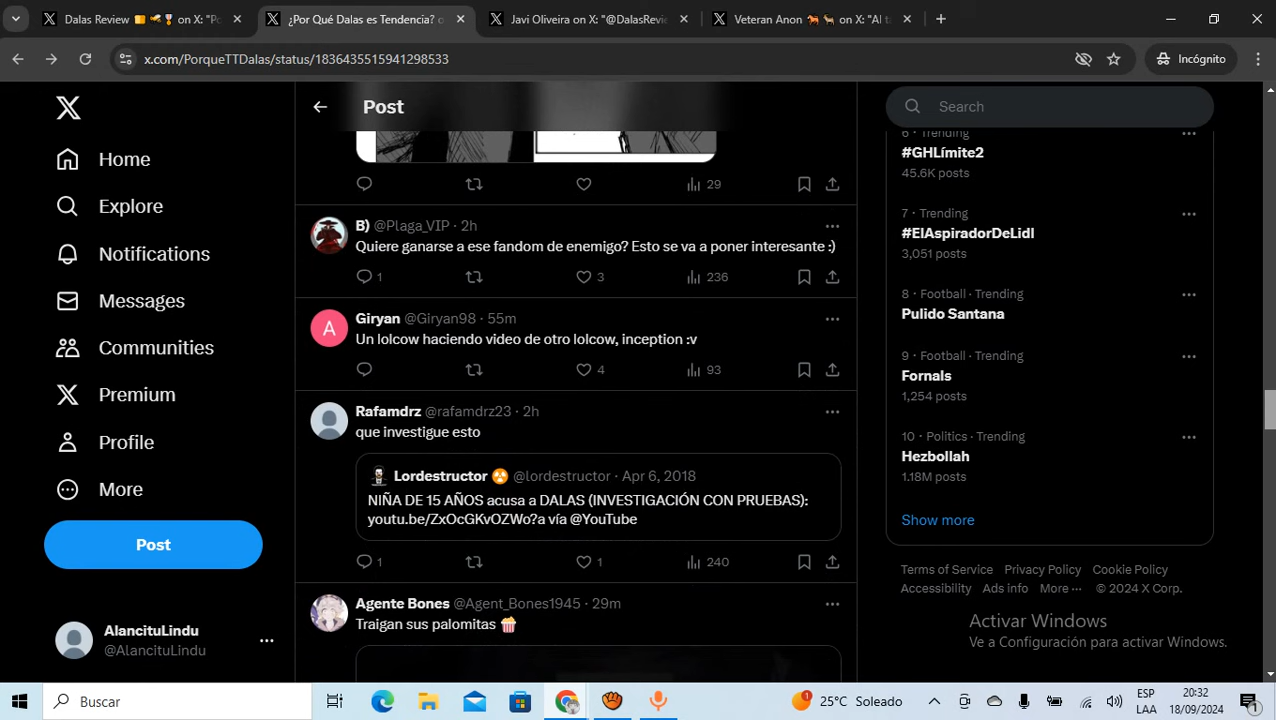 Dalas Review
on X: "Po
¿Por Qué Dalas es Tendencia? o
Javi Oliveira on X: "@DalasRevie
Veteran Anon
on X: "Al ta
x.com/PorqueTTDalas/status/1836435515941298533
Incógnito
Home
Explore
Notifications
Messages
Communities
Premium
Profile
More
Post
AlancituLindu
@AlancituLindu
Post
29
B) @Plaga_VIP · 2h
Quiere ganarse a ese fandom de enemigo? Esto se va a poner interesante :)
1 3 236
A
Giryan @Giryan98 · 55m
Un lolcow haciendo video de otro lolcow, inception :v
4 93
Rafamdrz @rafamdrz23 · 2h
que investigue esto
Lordestructor @lordestructor · Apr 6, 2018
NIÑA DE 15 AÑOS acusa a DALAS (INVESTIGACIÓN CON PRUEBAS):
youtu.be/ZxOcGKvOZWo?a vía @YouTube
1 1 240
Agente Bones @Agent_Bones1945 · 29m
Traigan sus palomitas
Search
6 · Trending
#GHLímite2
45.6K posts
7 · Trending
#ElAspiradorDeLidl
3,051 posts
8 · Football · Trending
Pulido Santana
9 · Football · Trending
Fornals
1,254 posts
10 · Politics · Trending
Hezbollah
1.18M posts
Show more
Terms of Service Privacy Policy Cookie Policy
Accessibility Ads info More ··· © 2024 X Corp.
Activar Windows
Ve a Configuración para activar Windows.
Buscar
1
25°C Soleado
ESP
LAA
20:32
18/09/2024
1